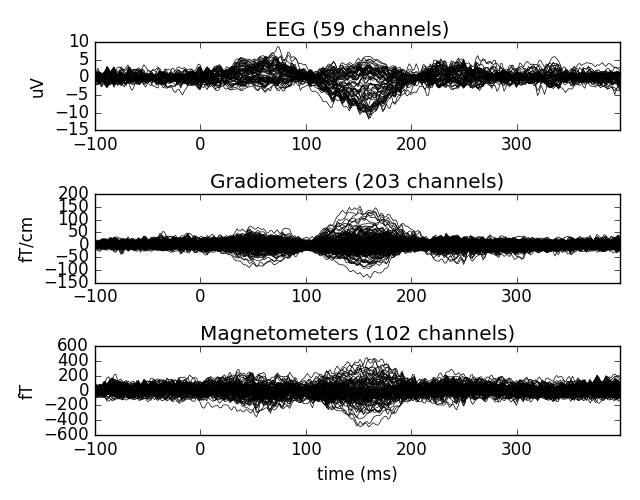 EEG (59 channels)
10
5
0
−5
−10
−15
uV
−100 0 100 200 300
Gradiometers (203 channels)
200
150
100
50
0
−50
−100
−150
fT/cm
−100 0 100 200 300
Magnetometers (102 channels)
600
400
200
0
−200
−400
−600
fT
−100 0 100 200 300
time (ms)